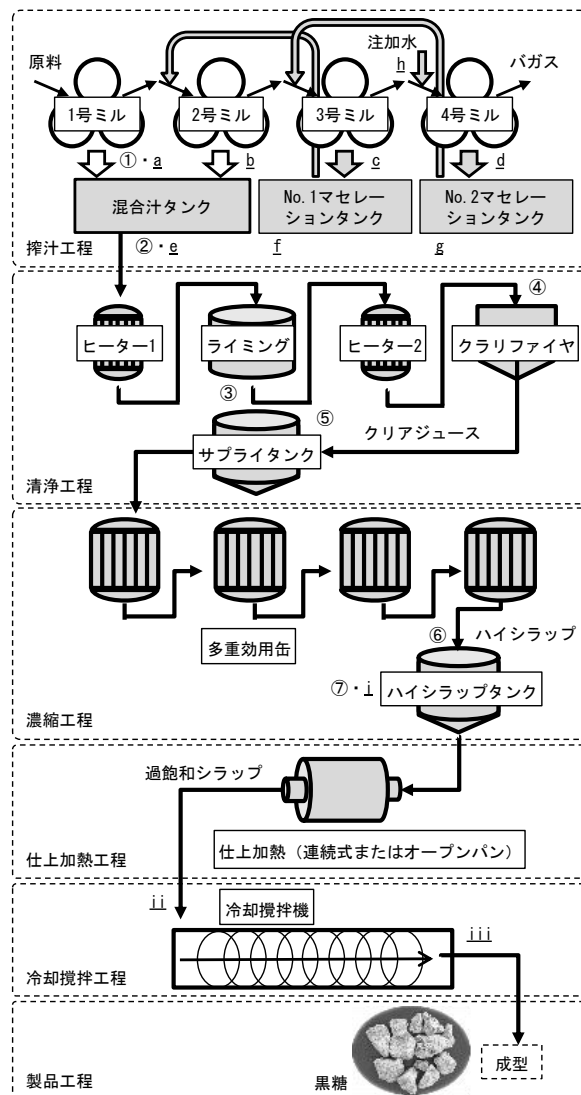 原料
注加水
h
バガス
1号ミル
2号ミル
3号ミル
4号ミル
①・a
b
c
d
混合汁タンク
No.1マセレー
ションタンク
No.2マセレー
ションタンク
搾汁工程
②・e
f
g
④
ヒーター1
ライミング
ヒーター2
クラリファイヤ
③
⑤
クリアジュース
サプライタンク
清浄工程
多重効用缶
⑥
ハイシラップ
⑦・i
ハイシラップタンク
濃縮工程
過飽和シラップ
仕上加熱(連続式またはオープンパン)
仕上加熱工程
ii
冷却攪拌機
iii
冷却攪拌工程
製品工程
黒糖
成型